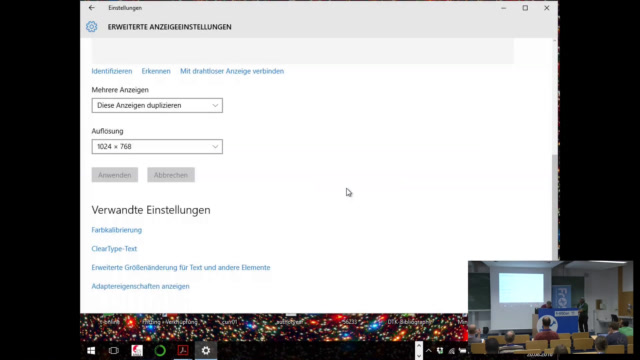 Einstellungen
ERWEITERTE ANZEIGEEINSTELLUNGEN
Identifizieren Erkennen Mit drahtloser Anzeige verbinden
Mehrere Anzeigen
Diese Anzeigen duplizieren
Auflösung
1024 × 768
Anwenden Abbrechen
Verwandte Einstellungen
Farbkalibrierung
ClearType-Text
Erweiterte Größenänderung für Text und andere Elemente
Adaptereigenschaften anzeigen